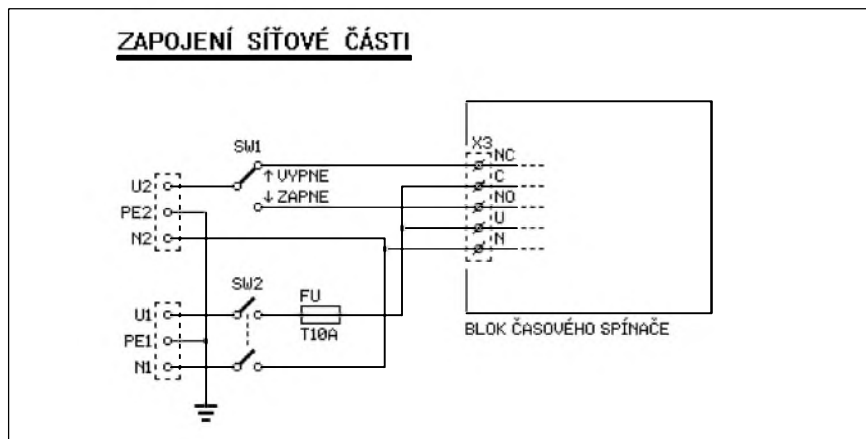 ZAPOJENÍ SÍŤOVÉ ČÁSTI
SW1
X3
NC
↑ VYPNE
U2
C
↓ ZAPNE
NO
PE2
U
N2
N
SW2
FU
U1
T10A
BLOK ČASOVÉHO SPÍNAČE
PE1
N1